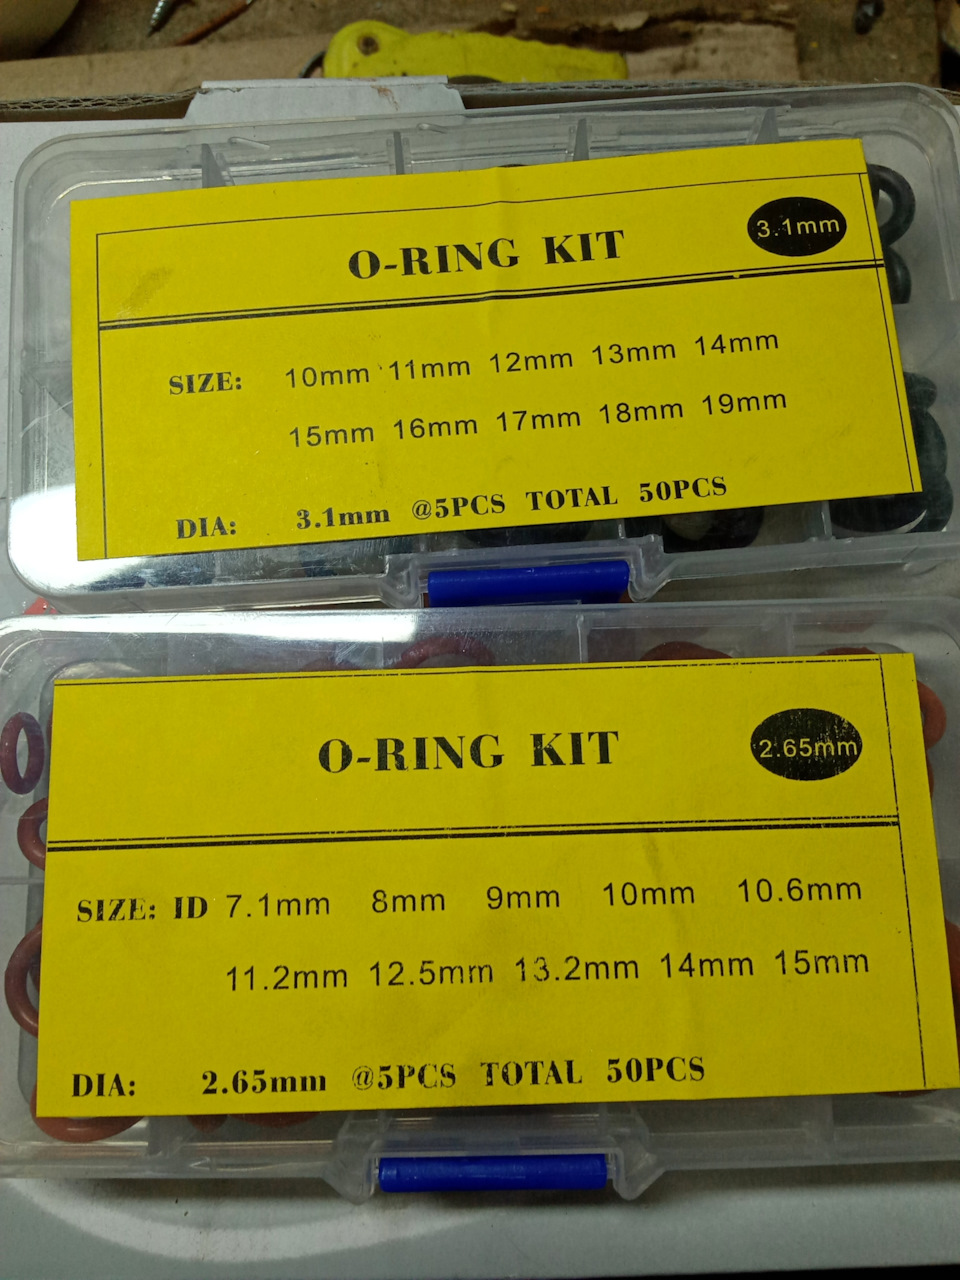 O-RING KIT 3.1mm
SIZE: 10mm 11mm 12mm 13mm 14mm
15mm 16mm 17mm 18mm 19mm
DIA: 3.1mm @5PCS TOTAL 50PCS
O-RING KIT 2.65mm
SIZE: ID 7.1mm 8mm 9mm 10mm 10.6mm
11.2mm 12.5mm 13.2mm 14mm 15mm
DIA: 2.65mm @5PCS TOTAL 50PCS